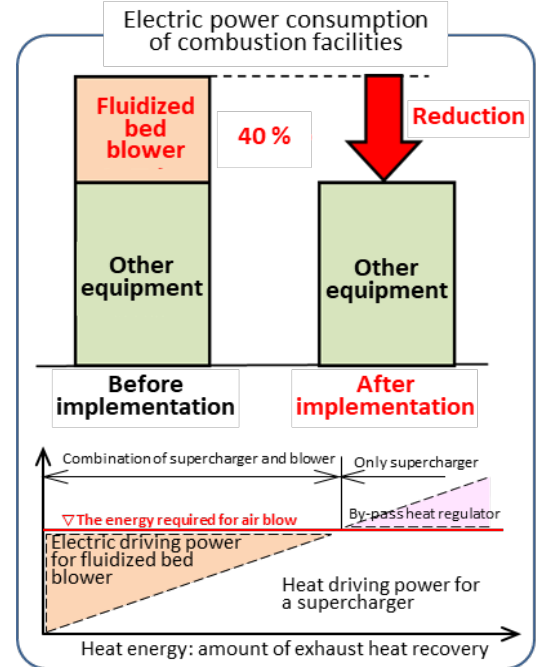 Electric power consumption
of combustion facilities
Fluidized
bed
blower
40 %
Reduction
Other
equipment
Other
equipment
Before
implementation
After
implementation
Combination of supercharger and blower
Only supercharger
▽The energy required for air blow
By-pass heat regulator
Electric driving power
for fluidized bed
blower
Heat driving power for
a supercharger
Heat energy: amount of exhaust heat recovery